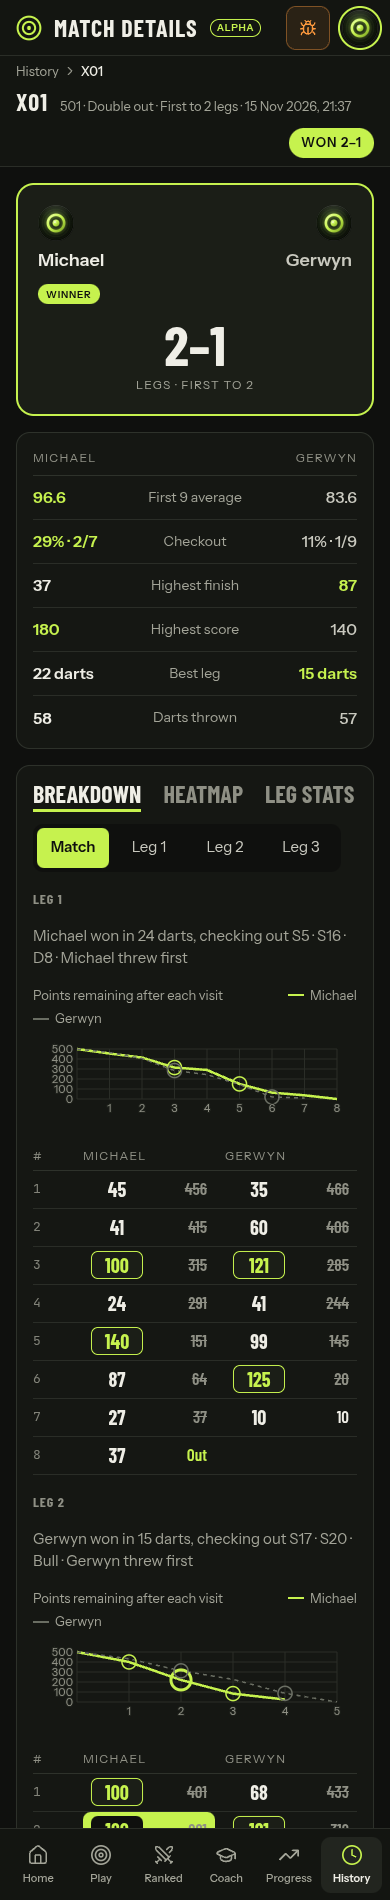 MATCH DETAILS ALPHA
History > X01
X01 501 · Double out · First to 2 legs · 15 Nov 2026, 21:37
WON 2–1
Michael Gerwyn
WINNER
2–1
LEGS · FIRST TO 2
MICHAEL GERWYN
96.6 First 9 average 83.6
29% · 2/7 Checkout 11% · 1/9
37 Highest finish 87
180 Highest score 140
22 darts Best leg 15 darts
58 Darts thrown 57
BREAKDOWN HEATMAP LEG STATS
Match Leg 1 Leg 2 Leg 3
LEG 1
Michael won in 24 darts, checking out S5 · S16 ·
D8 · Michael threw first
Points remaining after each visit Michael
Gerwyn
500
400
300
200
100
0
1 2 3 4 5 6 7 8
# MICHAEL GERWYN
1 45 456 35 466
2 41 415 60 406
3 100 315 121 285
4 24 291 41 244
5 140 151 99 145
6 87 64 125 20
7 27 37 10 10
8 37 Out
LEG 2
Gerwyn won in 15 darts, checking out S17 · S20 ·
Bull · Gerwyn threw first
Points remaining after each visit Michael
Gerwyn
500
400
300
200
100
0
1 2 3 4 5
# MICHAEL GERWYN
1 100 401 68 433
Home Play Ranked Coach Progress History